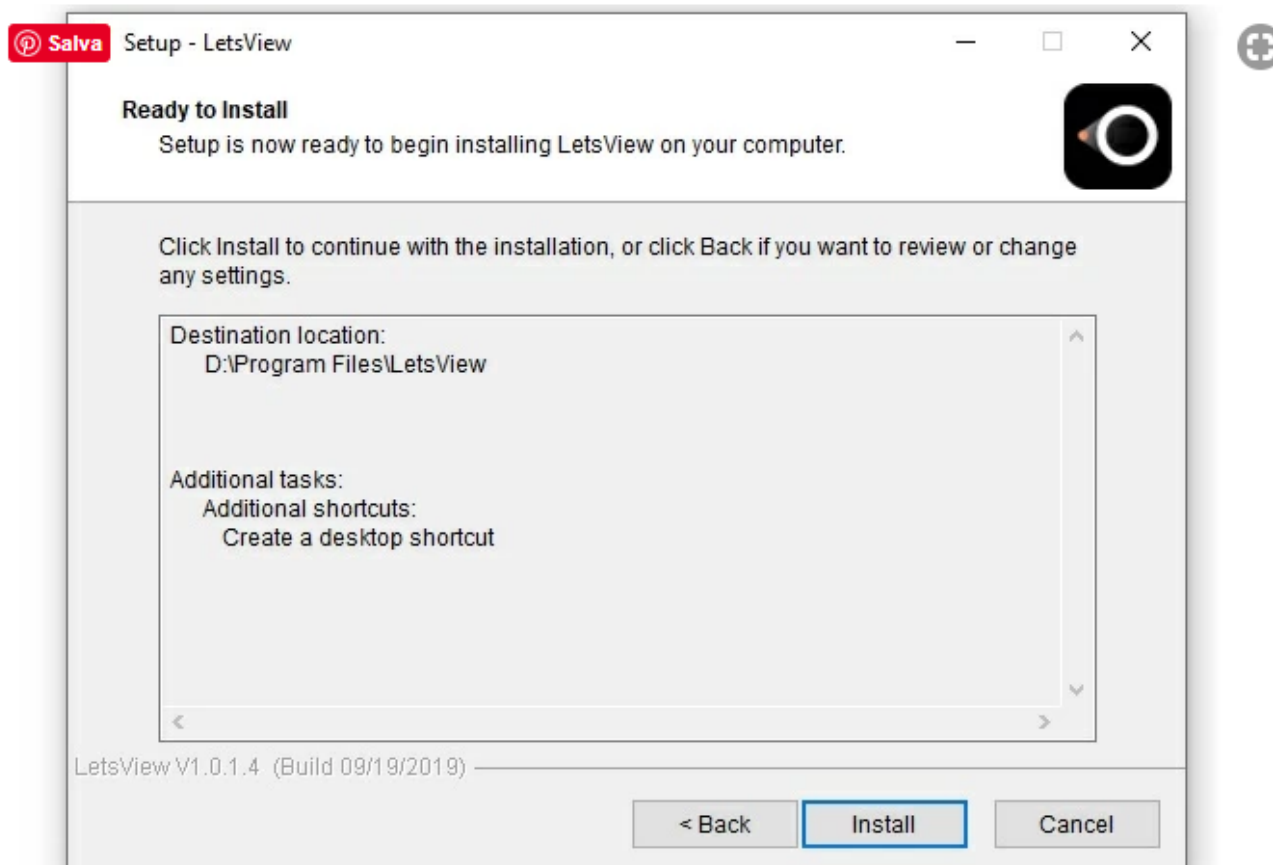 Salva
Setup - LetsView
Ready to Install
Setup is now ready to begin installing LetsView on your computer.
Click Install to continue with the installation, or click Back if you want to review or change
any settings.
Destination location:
D:\Program Files\LetsView
Additional tasks:
Additional shortcuts:
Create a desktop shortcut
LetsView V1.0.1.4 (Build 09/19/2019)
< Back
Install
Cancel